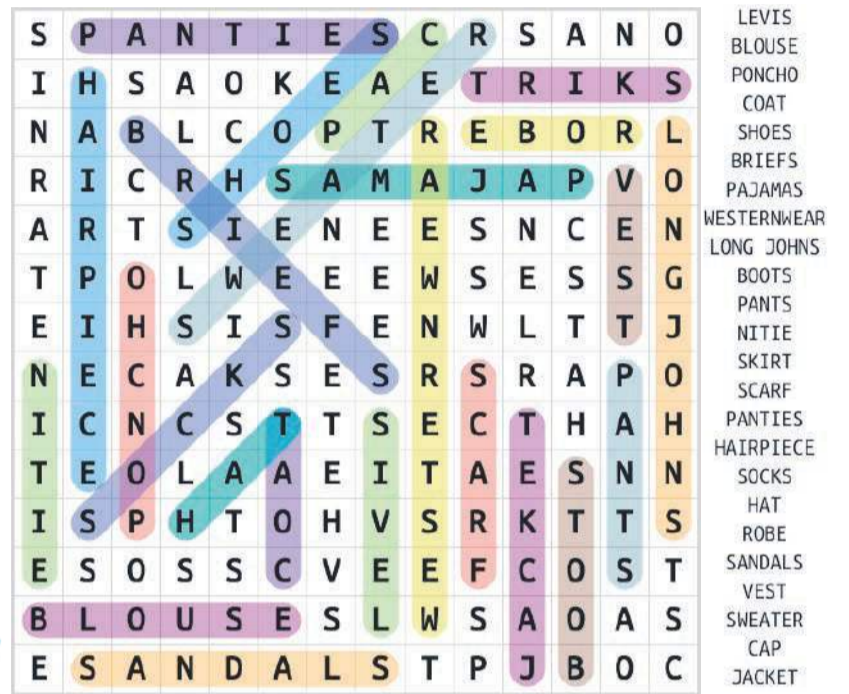 S P A N T I E S C R S A N O
I H S A O K E A E T R I K S
N A B L C O P T R E B O R L
R I C R H S A M A J A P V O
A R T S I E N E E S N C E N
T P O L W E E E W S E S S G
E I H S I S F E N W L T T J
N E C A K S E S R S R A P O
I C N C S T T S E C T H A H
T E O L A A E I T A E S N N
I S P H T O H V S R K T T S
E S O S S C V E E F C O S T
B L O U S E S L W S A O A S
E S A N D A L S T P J B O C
LEVIS
BLOUSE
PONCHO
COAT
SHOES
BRIEFS
PAJAMAS
WESTERNWEAR
LONG JOHNS
BOOTS
PANTS
NITIE
SKIRT
SCARF
PANTIES
HAIRPIECE
SOCKS
HAT
ROBE
SANDALS
VEST
SWEATER
CAP
JACKET